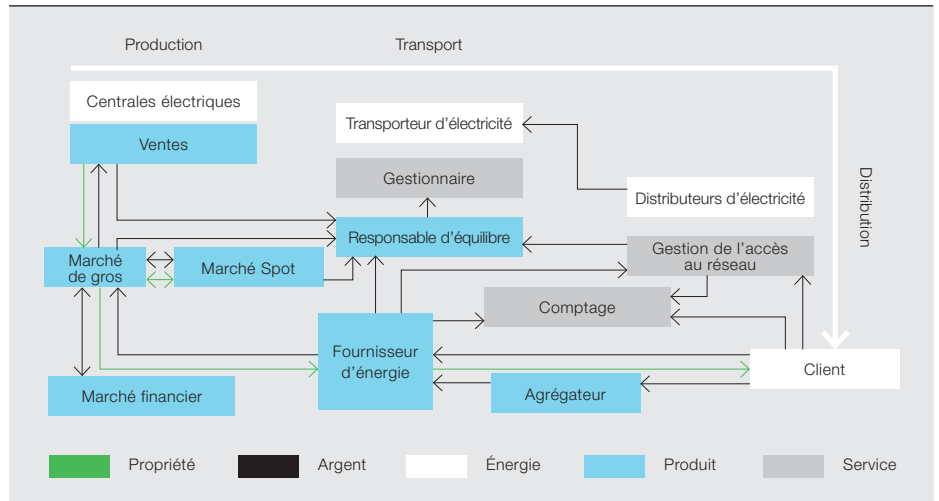 Production
Transport
Centrales électriques
Ventes
Transporteur d'électricité
Gestionnaire
Distributeurs d'électricité
Distribution
Responsable d'équilibre
Gestion de l'accès
au réseau
Marché
de gros
Marché Spot
Comptage
Fournisseur
d'énergie
Client
Marché financier
Agrégateur
Propriété
Argent
Énergie
Produit
Service